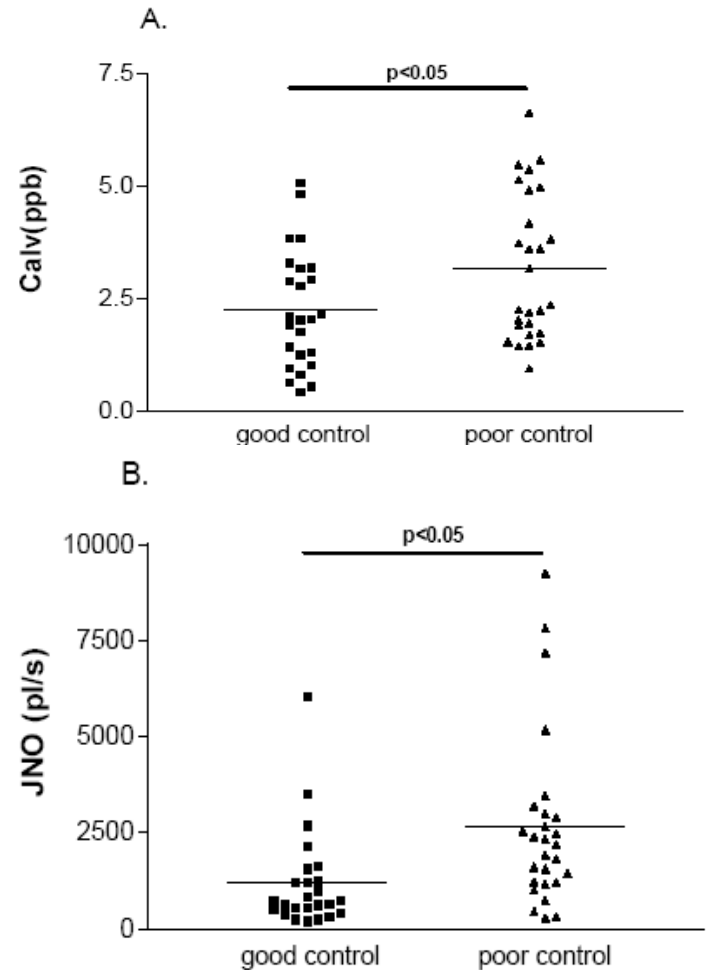 A.
p<0.05
7.5
5.0
2.5
0.0
Calv(ppb)
good control
poor control
B.
p<0.05
10000
7500
5000
2500
0
JNO (pl/s)
good control
poor control